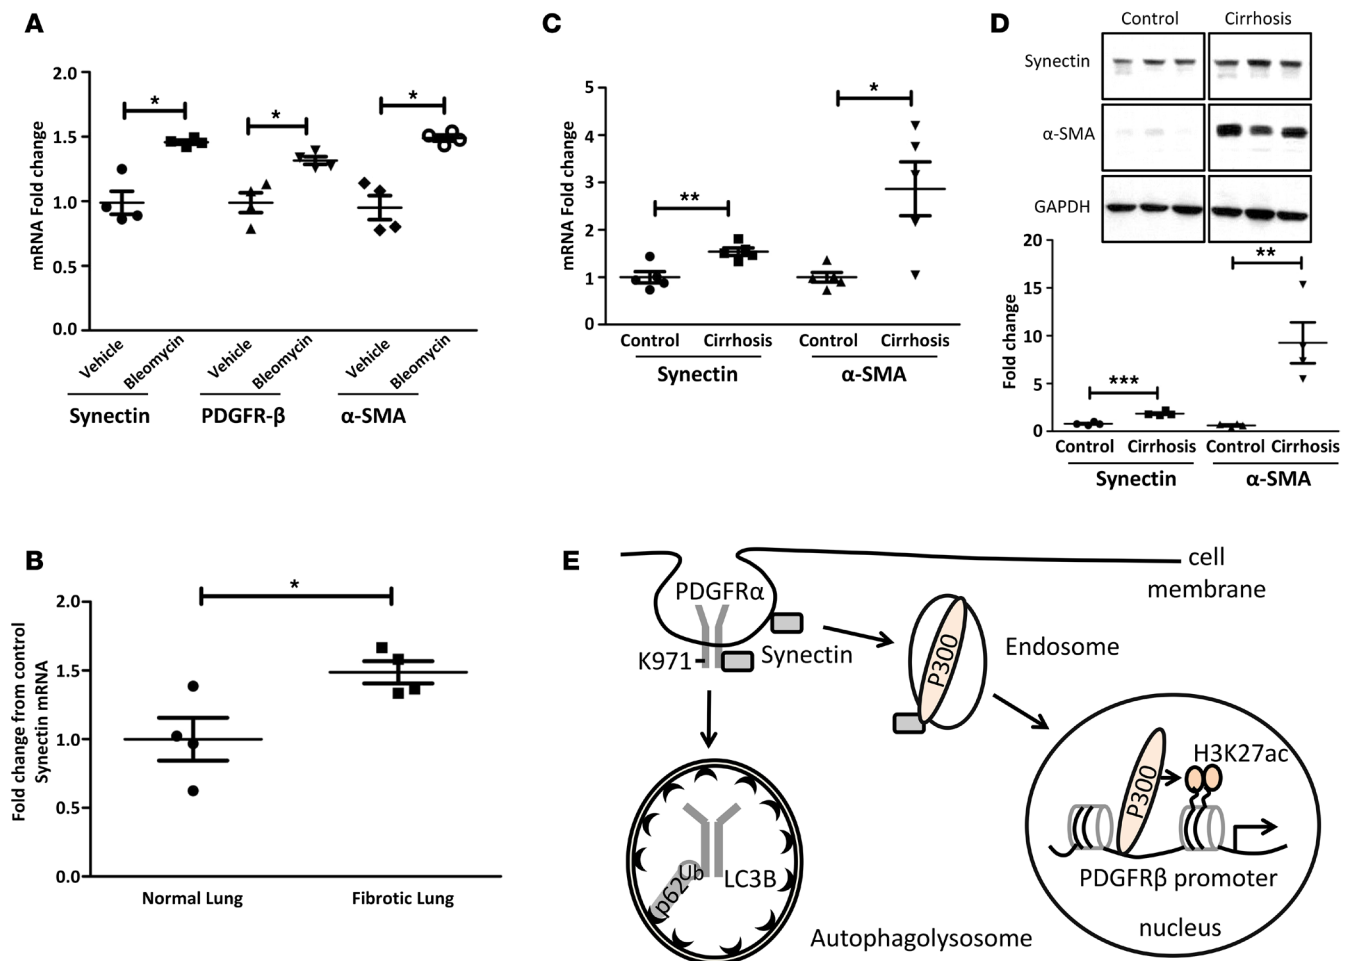 A
2.0
1.5
1.0
0.5
0.0
mRNA Fold change
*
*
*
Vehicle
Bleomycin
Vehicle
Bleomycin
Vehicle
Bleomycin
Synectin
PDGFR-β
α-SMA
C
5
4
3
2
1
0
mRNA Fold change
**
*
Control
Cirrhosis
Control
Cirrhosis
Synectin
α-SMA
D
Control
Cirrhosis
Synectin
α-SMA
GAPDH
20
15
10
5
0
Fold change
***
**
Control
Cirrhosis
Control
Cirrhosis
Synectin
α-SMA
B
2.0
1.5
1.0
0.5
0.0
Fold change from control
Synectin mRNA
*
Normal Lung
Fibrotic Lung
E
cell
membrane
PDGFRα
K971
Synectin
P300
Endosome
P300
H3K27ac
PDGFRβ promoter
nucleus
p62
Ub
LC3B
Autophagolysosome